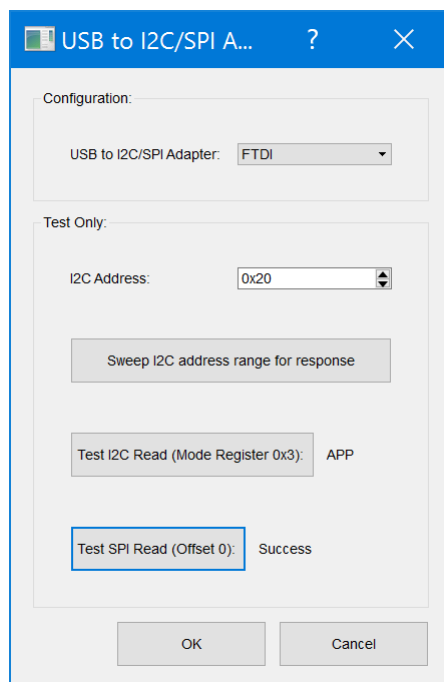 USB to I2C/SPI A... ?
Configuration:
USB to I2C/SPI Adapter: FTDI
Test Only:
I2C Address: 0x20
Sweep I2C address range for response
Test I2C Read (Mode Register 0x3): APP
Test SPI Read (Offset 0): Success
OK Cancel